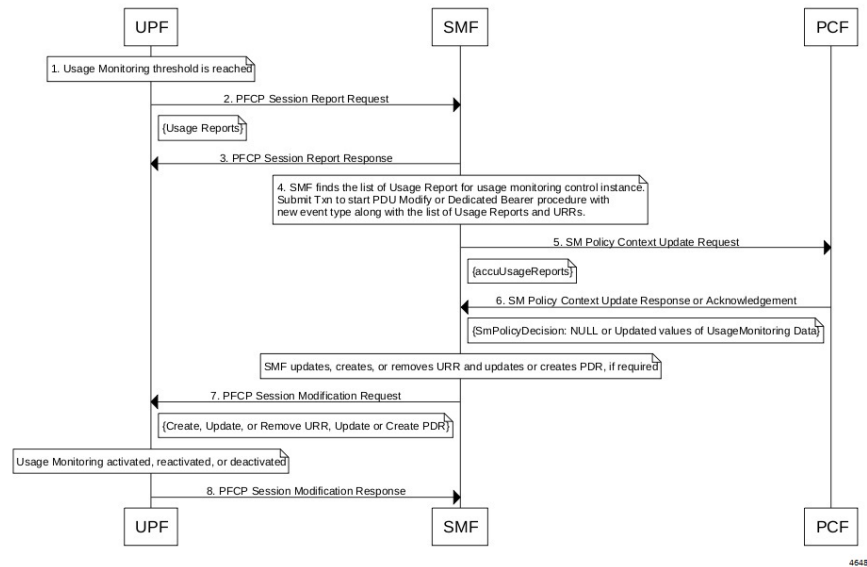 UPF SMF PCF
1. Usage Monitoring threshold is reached
2. PFCP Session Report Request
{Usage Reports}
3. PFCP Session Report Response
4. SMF finds the list of Usage Report for usage monitoring control instance.
Submit Txn to start PDU Modify or Dedicated Bearer procedure with
new event type along with the list of Usage Reports and URRs.
5. SM Policy Context Update Request
{accuUsageReports}
6. SM Policy Context Update Response or Acknowledgement
{SmPolicyDecision: NULL or Updated values of UsageMonitoring Data}
SMF updates, creates, or removes URR and updates or creates PDR, if required
7. PFCP Session Modification Request
{Create, Update, or Remove URR, Update or Create PDR}
Usage Monitoring activated, reactivated, or deactivated
8. PFCP Session Modification Response
UPF SMF PCF